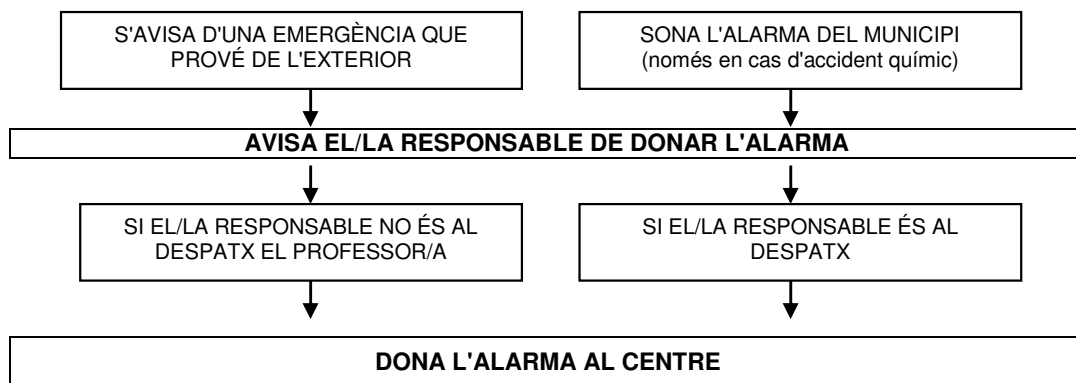 S'AVISA D'UNA EMERGÈNCIA QUE
PROVÉ DE L'EXTERIOR
SONA L'ALARMA DEL MUNICIPI
(només en cas d'accident químic)
AVISA EL/LA RESPONSABLE DE DONAR L'ALARMA
SI EL/LA RESPONSABLE NO ÉS AL
DESPATX EL PROFESSOR/A
SI EL/LA RESPONSABLE ÉS AL
DESPATX
DONA L'ALARMA AL CENTRE